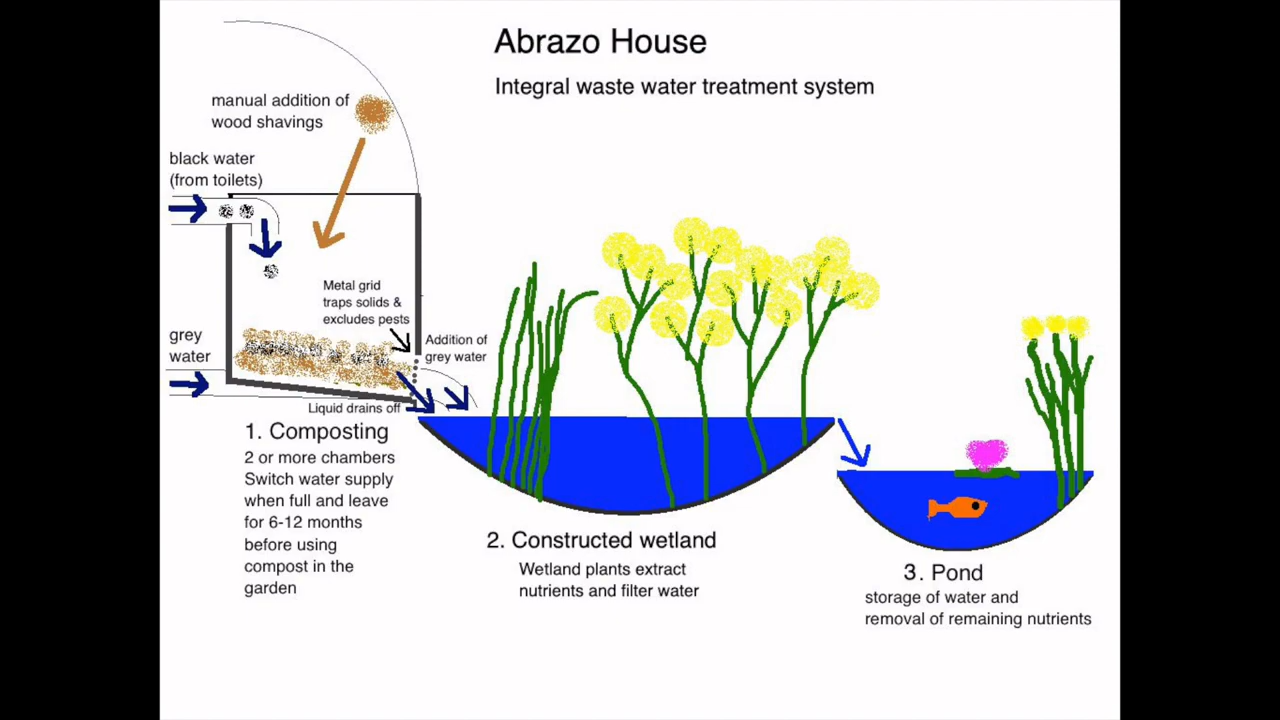 Abrazo House
Integral waste water treatment system
manual addition of
wood shavings
black water
(from toilets)
Metal grid
traps solids &
excludes pests
grey
water
Addition of
grey water
Liquid drains off
1. Composting
2 or more chambers
Switch water supply
when full and leave
for 6-12 months
before using
compost in the
garden
2. Constructed wetland
Wetland plants extract
nutrients and filter water
3. Pond
storage of water and
removal of remaining nutrients